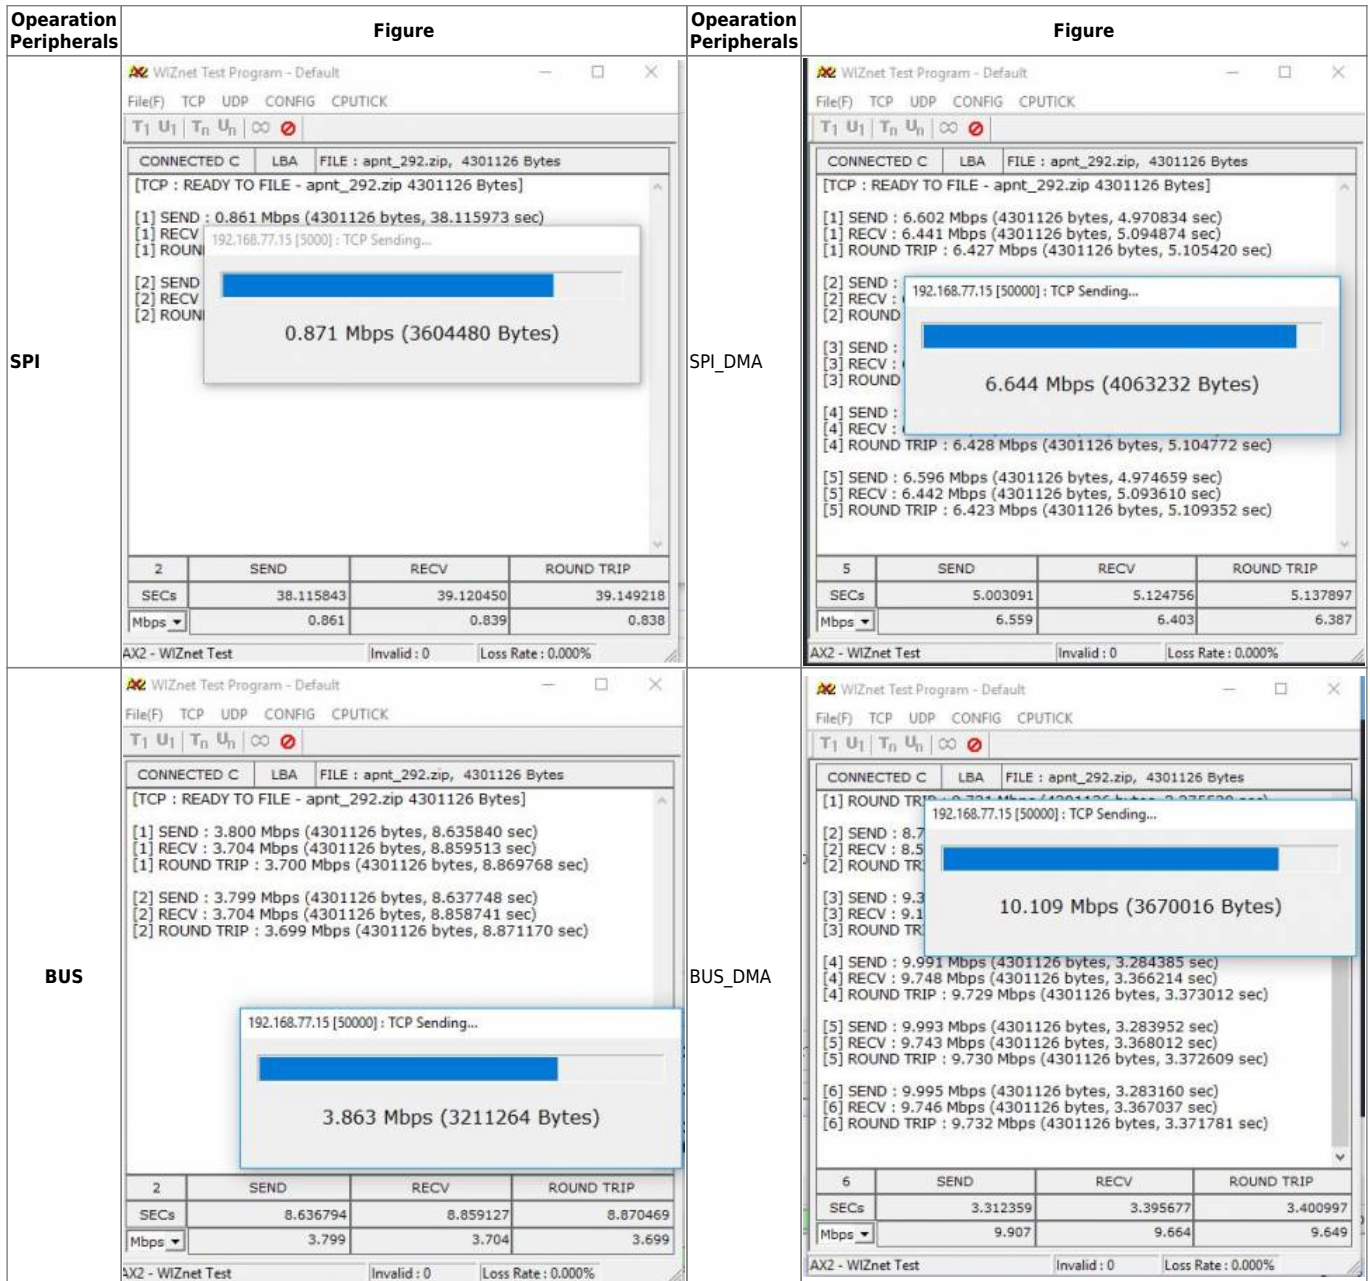 Opearation Peripherals Figure Opearation Peripherals Figure
SPI
WIZnet Test Program - Default
File(F) TCP UDP CONFIG CPUTICK
T1 U1 Tn Un
CONNECTED C LBA FILE : apnt_292.zip, 4301126 Bytes
[TCP : READY TO FILE - apnt_292.zip 4301126 Bytes]
[1] SEND : 0.861 Mbps (4301126 bytes, 38.115973 sec)
[1] RECV
[1] ROUN
[2] SEND
[2] RECV
[2] ROUN
192.168.77.15 [5000] : TCP Sending...
0.871 Mbps (3604480 Bytes)
2 SEND RECV ROUND TRIP
SECs 38.115843 39.120450 39.149218
Mbps 0.861 0.839 0.838
AX2 - WIZnet Test Invalid : 0 Loss Rate : 0.000%
SPI_DMA
WIZnet Test Program - Default
File(F) TCP UDP CONFIG CPUTICK
T1 U1 Tn Un
CONNECTED C LBA FILE : apnt_292.zip, 4301126 Bytes
[TCP : READY TO FILE - apnt_292.zip 4301126 Bytes]
[1] SEND : 6.602 Mbps (4301126 bytes, 4.970834 sec)
[1] RECV : 6.441 Mbps (4301126 bytes, 5.094874 sec)
[1] ROUND TRIP : 6.427 Mbps (4301126 bytes, 5.105420 sec)
[2] SEND :
[2] RECV :
[2] ROUND
[3] SEND :
[3] RECV :
[3] ROUND
[4] SEND :
[4] RECV :
[4] ROUND TRIP : 6.428 Mbps (4301126 bytes, 5.104772 sec)
[5] SEND : 6.596 Mbps (4301126 bytes, 4.974659 sec)
[5] RECV : 6.442 Mbps (4301126 bytes, 5.093610 sec)
[5] ROUND TRIP : 6.423 Mbps (4301126 bytes, 5.109352 sec)
192.168.77.15 [50000] : TCP Sending...
6.644 Mbps (4063232 Bytes)
5 SEND RECV ROUND TRIP
SECs 5.003091 5.124756 5.137897
Mbps 6.559 6.403 6.387
AX2 - WIZnet Test Invalid : 0 Loss Rate : 0.000%
BUS
WIZnet Test Program - Default
File(F) TCP UDP CONFIG CPUTICK
T1 U1 Tn Un
CONNECTED C LBA FILE : apnt_292.zip, 4301126 Bytes
[TCP : READY TO FILE - apnt_292.zip 4301126 Bytes]
[1] SEND : 3.800 Mbps (4301126 bytes, 8.635840 sec)
[1] RECV : 3.704 Mbps (4301126 bytes, 8.859513 sec)
[1] ROUND TRIP : 3.700 Mbps (4301126 bytes, 8.869768 sec)
[2] SEND : 3.799 Mbps (4301126 bytes, 8.637748 sec)
[2] RECV : 3.704 Mbps (4301126 bytes, 8.858741 sec)
[2] ROUND TRIP : 3.699 Mbps (4301126 bytes, 8.871170 sec)
192.168.77.15 [50000] : TCP Sending...
3.863 Mbps (3211264 Bytes)
2 SEND RECV ROUND TRIP
SECs 8.636794 8.859127 8.870469
Mbps 3.799 3.704 3.699
AX2 - WIZnet Test Invalid : 0 Loss Rate : 0.000%
BUS_DMA
WIZnet Test Program - Default
File(F) TCP UDP CONFIG CPUTICK
T1 U1 Tn Un
CONNECTED C LBA FILE : apnt_292.zip, 4301126 Bytes
[1] ROUND
[2] SEND : 8.7
[2] RECV : 8.5
[2] ROUND TR
[3] SEND : 9.3
[3] RECV : 9.1
[3] ROUND TR
[4] SEND : 9.991 Mbps (4301126 bytes, 3.284385 sec)
[4] RECV : 9.748 Mbps (4301126 bytes, 3.366214 sec)
[4] ROUND TRIP : 9.729 Mbps (4301126 bytes, 3.373012 sec)
[5] SEND : 9.993 Mbps (4301126 bytes, 3.283952 sec)
[5] RECV : 9.743 Mbps (4301126 bytes, 3.368012 sec)
[5] ROUND TRIP : 9.730 Mbps (4301126 bytes, 3.372609 sec)
[6] SEND : 9.995 Mbps (4301126 bytes, 3.283160 sec)
[6] RECV : 9.746 Mbps (4301126 bytes, 3.367037 sec)
[6] ROUND TRIP : 9.732 Mbps (4301126 bytes, 3.371781 sec)
192.168.77.15 [50000] : TCP Sending...
10.109 Mbps (3670016 Bytes)
6 SEND RECV ROUND TRIP
SECs 3.312359 3.395677 3.400997
Mbps 9.907 9.664 9.649
AX2 - WIZnet Test Invalid : 0 Loss Rate : 0.000%